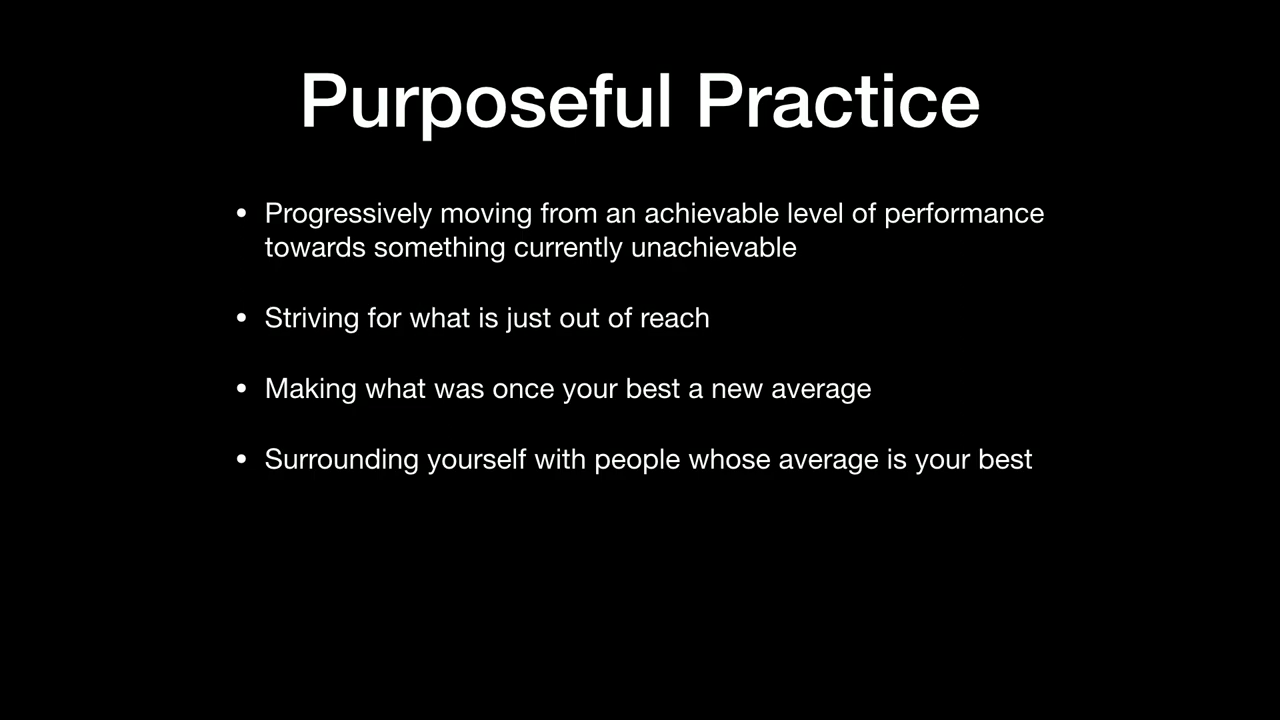 Purposeful Practice
• Progressively moving from an achievable level of performance
towards something currently unachievable
• Striving for what is just out of reach
• Making what was once your best a new average
• Surrounding yourself with people whose average is your best